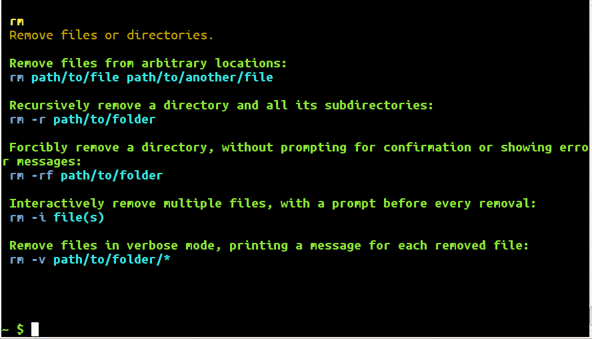 rm
Remove files or directories.
Remove files from arbitrary locations:
rm path/to/file path/to/another/file
Recursively remove a directory and all its subdirectories:
rm -r path/to/folder
Forcibly remove a directory, without prompting for confirmation or showing erro
r messages:
rm -rf path/to/folder
Interactively remove multiple files, with a prompt before every removal:
rm -i file(s)
Remove files in verbose mode, printing a message for each removed file:
rm -v path/to/folder/*
~ $